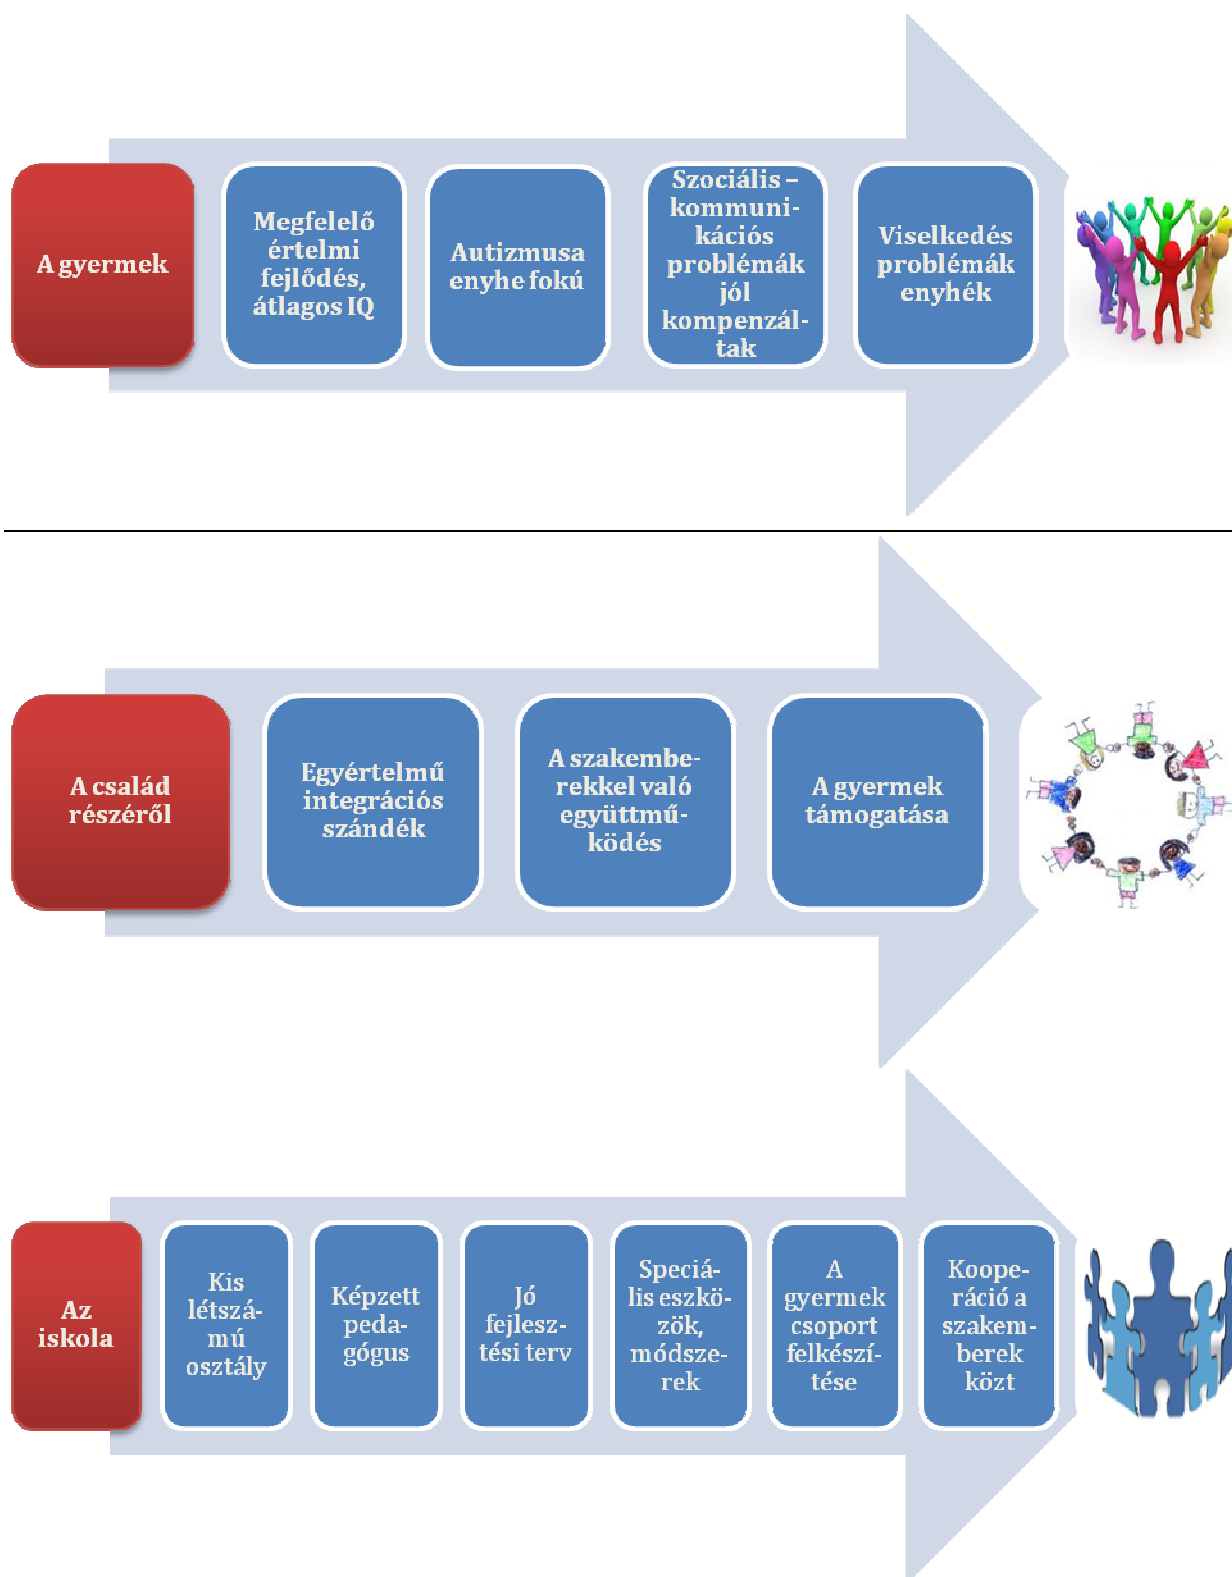 A gyermek
Megfelelő
értelmi
fejlődés,
átlagos IQ
Autizmusa
enyhe fokú
Szociális –
kommuni-
kációs
problémák
jól
kompenzál-
tak
Viselkedés
problémák
enyhék
A család
részéről
Egyértelmű
integrációs
szándék
A szakembe-
rekkel való
együttmű-
ködés
A gyermek
támogatása
Az
iskola
Kis
létszá-
mú
osztály
Képzett
peda-
gógus
Jó
fejlesz-
tési terv
Speciá-
lis eszkö-
zök,
módsze-
rek
A
gyermek
csoport
felkészí-
tése
Koope-
ráció a
szakem-
berek
közt